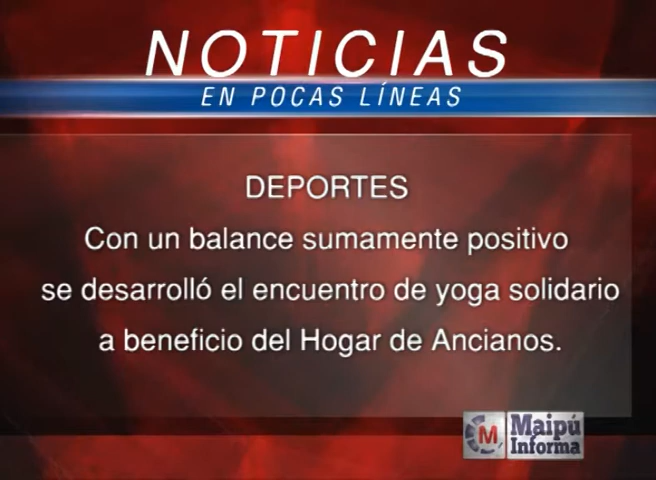 NOTICIAS
EN POCAS LÍNEAS
DEPORTES
Con un balance sumamente positivo
se desarrolló el encuentro de yoga solidario
a beneficio del Hogar de Ancianos.
M
Maipú
Informa